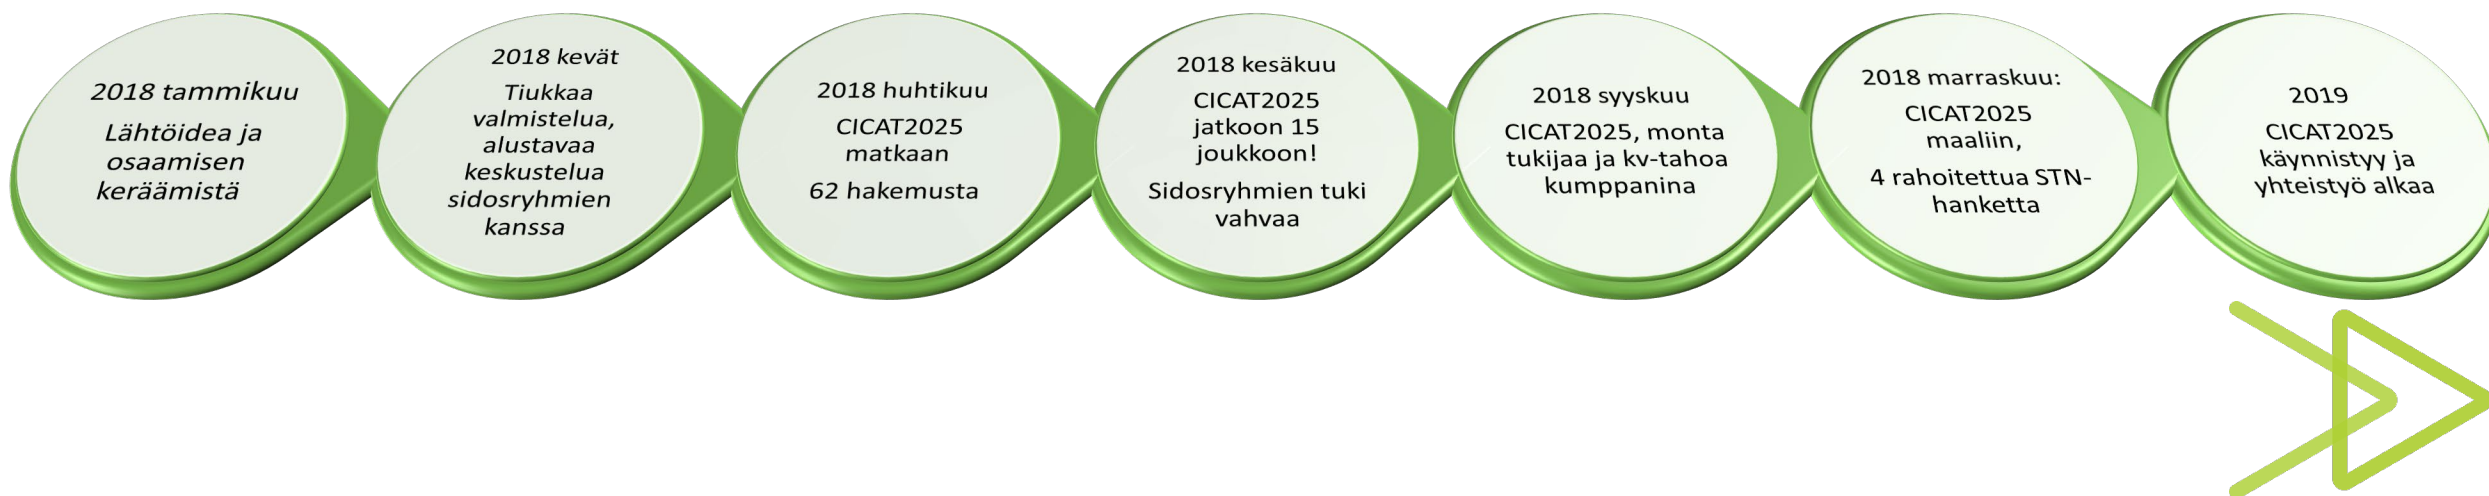 2018 tammikuu
Lähtöidea ja
osaamisen
keräämistä
2018 kevät
Tiukkaa
valmistelua,
alustavaa
keskustelua
sidosryhmien
kanssa
2018 huhtikuu
CICAT2025
matkaan
62 hakemusta
2018 kesäkuu
CICAT2025
jatkoon 15
joukkoon!
Sidosryhmien tuki
vahvaa
2018 syyskuu
CICAT2025, monta
tukijaa ja kv-tahoa
kumppanina
2018 marraskuu:
CICAT2025
maaliin,
4 rahoitettua STN-
hanketta
2019
CICAT2025
käynnistyy ja
yhteistyö alkaa